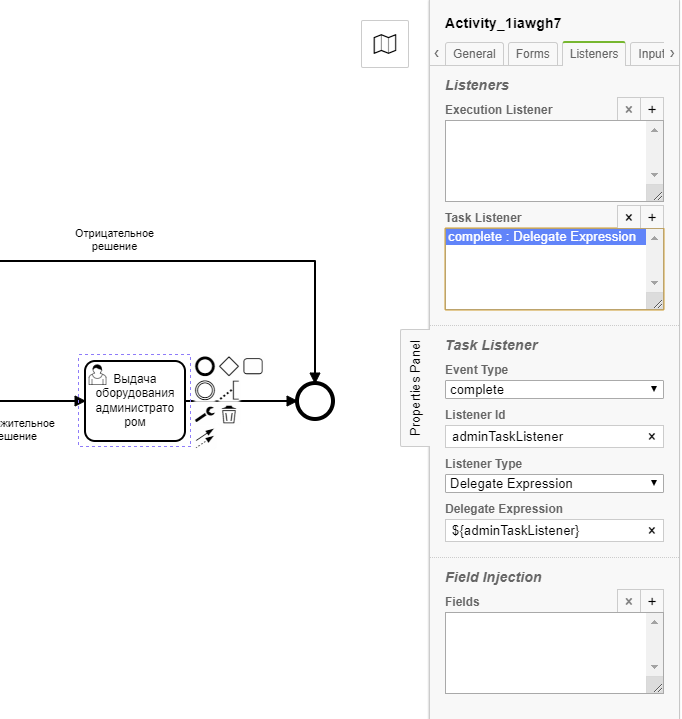 Отрицательное
решение
Выдача
оборудования
администрато
ром
жительное
ешение
Properties Panel
Activity_1iawgh7
General
Forms
Listeners
Input
Listeners
Execution Listener
Task Listener
complete : Delegate Expression
Task Listener
Event Type
complete
Listener Id
adminTaskListener
Listener Type
Delegate Expression
Delegate Expression
${adminTaskListener}
Field Injection
Fields